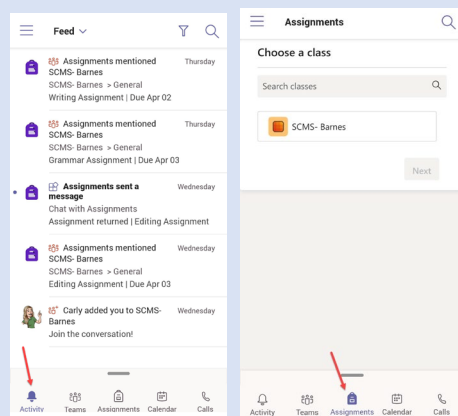 Feed
Assignments mentioned
SCMS- Barnes
Thursday
SCMS- Barnes > General
Writing Assignment | Due Apr 02
Assignments mentioned
SCMS- Barnes
Thursday
SCMS- Barnes > General
Grammar Assignment | Due Apr 03
Assignments sent a
message
Wednesday
Chat with Assignments
Assignment returned | Editing Assignment
Assignments mentioned
SCMS- Barnes
Wednesday
SCMS- Barnes > General
Editing Assignment | Due Apr 03
Carly added you to SCMS-
Barnes
Wednesday
Join the conversation!
Activity Teams Assignments Calendar Calls
Assignments
Choose a class
Search classes
SCMS- Barnes
Next
Activity Teams Assignments Calendar Calls